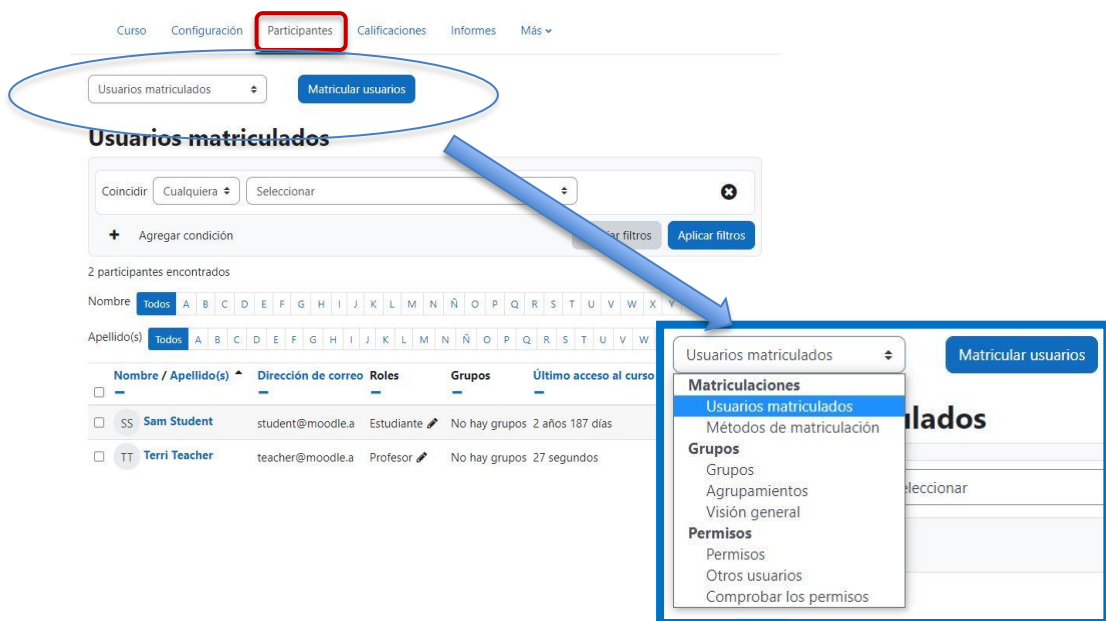 Curso Configuración Participantes Calificaciones Informes Más
Usuarios matriculados Matricular usuarios
Usuarios matriculados
Coincidir Cualquiera Seleccionar
Agregar condición filtros Aplicar filtros
2 participantes encontrados
Nombre Todos A B C D E F G H I J K L M N Ñ O P Q R S T U V W X Y
Apellido(s) Todos A B C D E F G H I J K L M N Ñ O P Q R S T U V W
Nombre / Apellido(s) Dirección de correo Roles Grupos Último acceso al curso
SS Sam Student student@moodle.a Estudiante No hay grupos 2 años 187 días
TT Terri Teacher teacher@moodle.a Profesor No hay grupos 27 segundos
Usuarios matriculados Matricular usuarios
Matriculaciones
Usuarios matriculados
Métodos de matriculación
Grupos
Grupos
Agrupamientos
Visión general
Permisos
Permisos
Otros usuarios
Comprobar los permisos